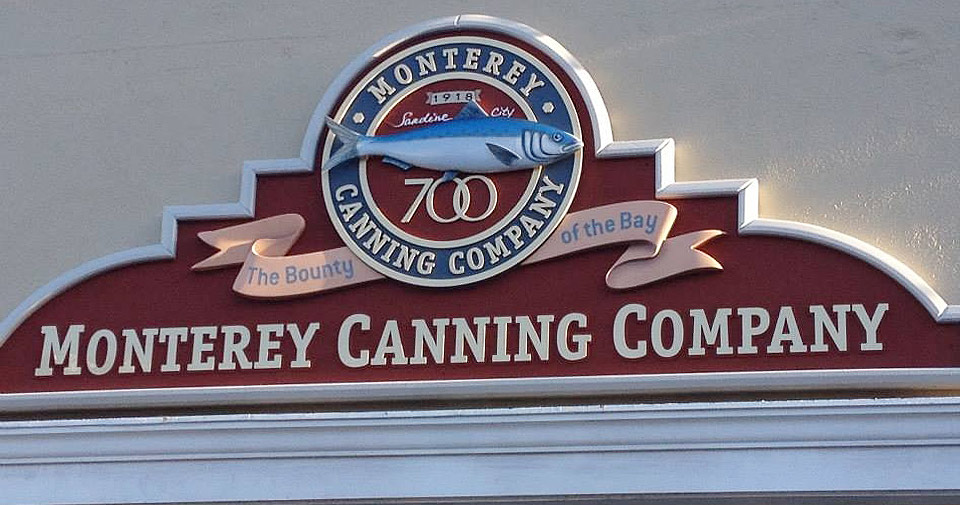 MONTEREY
1918
Sardine City
700
CANNING COMPANY
The Bounty of the Bay
MONTEREY CANNING COMPANY